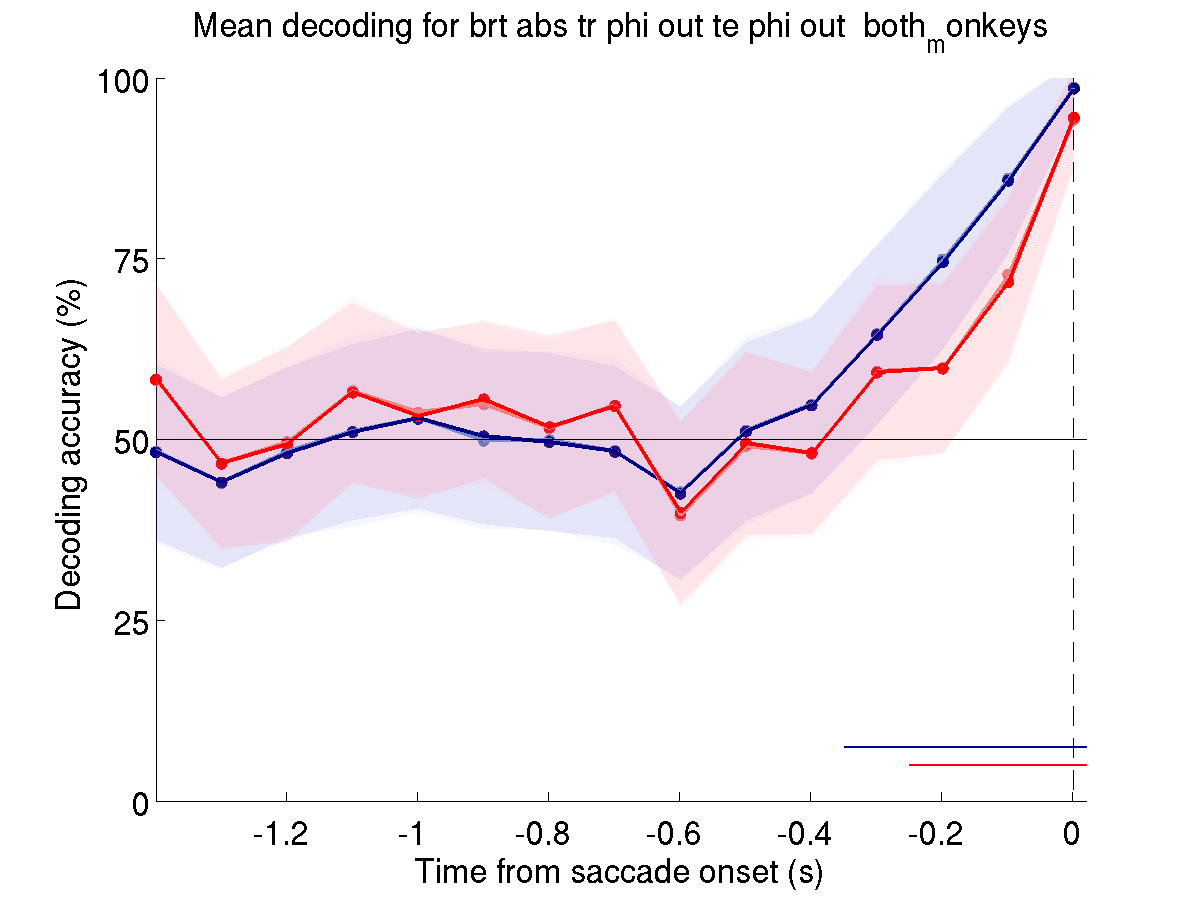 Mean decoding for brt abs tr phi out te phi out both_monkeys
100
75
50
25
0
Decoding accuracy (%)
-1.2 -1 -0.8 -0.6 -0.4 -0.2 0
Time from saccade onset (s)